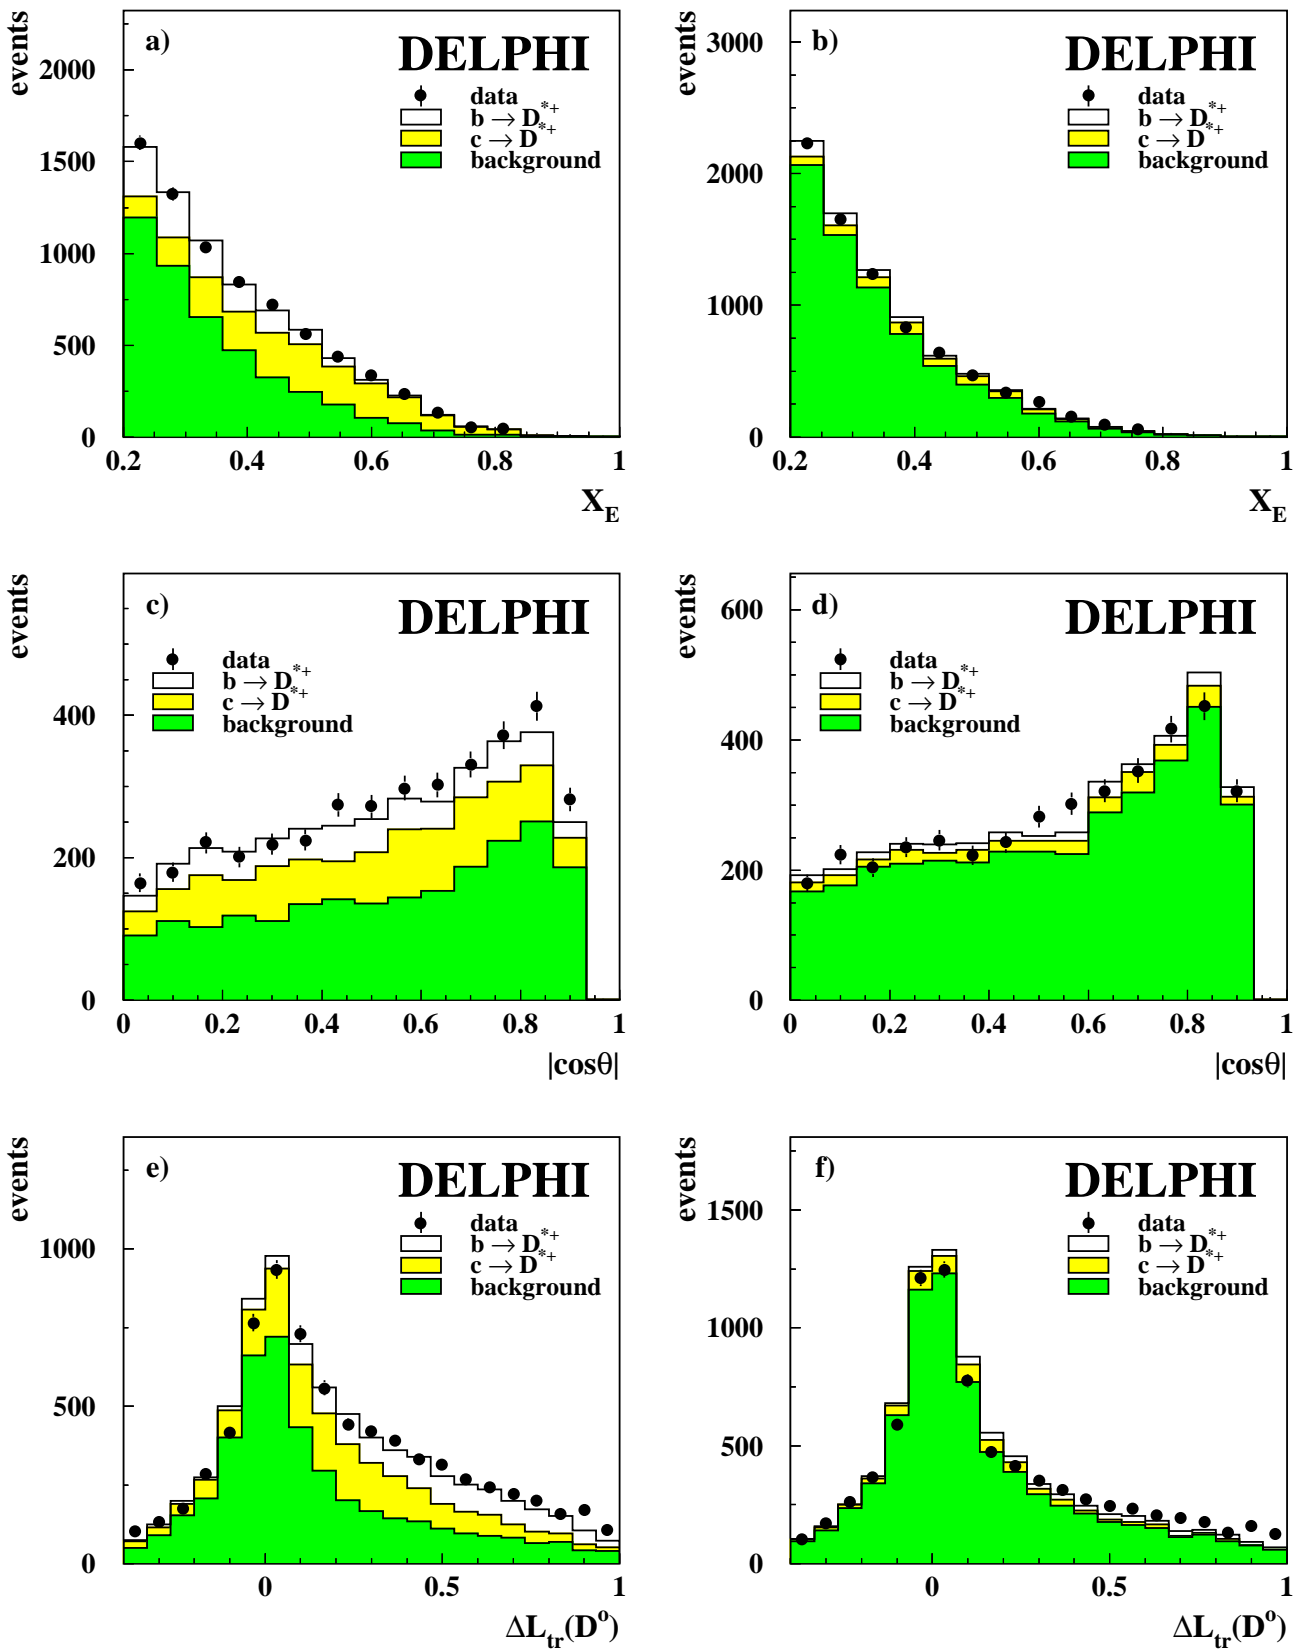 events
a)
DELPHI
data
b → D*+
c → D*+
background
2000
1500
1000
500
0
0.2 0.4 0.6 0.8 1
X_E
events
b)
DELPHI
data
b → D*+
c → D*+
background
3000
2000
1000
0
0.2 0.4 0.6 0.8 1
X_E
events
c)
DELPHI
data
b → D*+
c → D*+
background
400
200
0
0 0.2 0.4 0.6 0.8 1
|cosθ|
events
d)
DELPHI
data
b → D*+
c → D*+
background
600
400
200
0
0 0.2 0.4 0.6 0.8 1
|cosθ|
events
e)
DELPHI
data
b → D*+
c → D*+
background
1000
500
0
0 0.5 1
ΔL_tr(D^o)
events
f)
DELPHI
data
b → D*+
c → D*+
background
1500
1000
500
0
0 0.5 1
ΔL_tr(D^o)